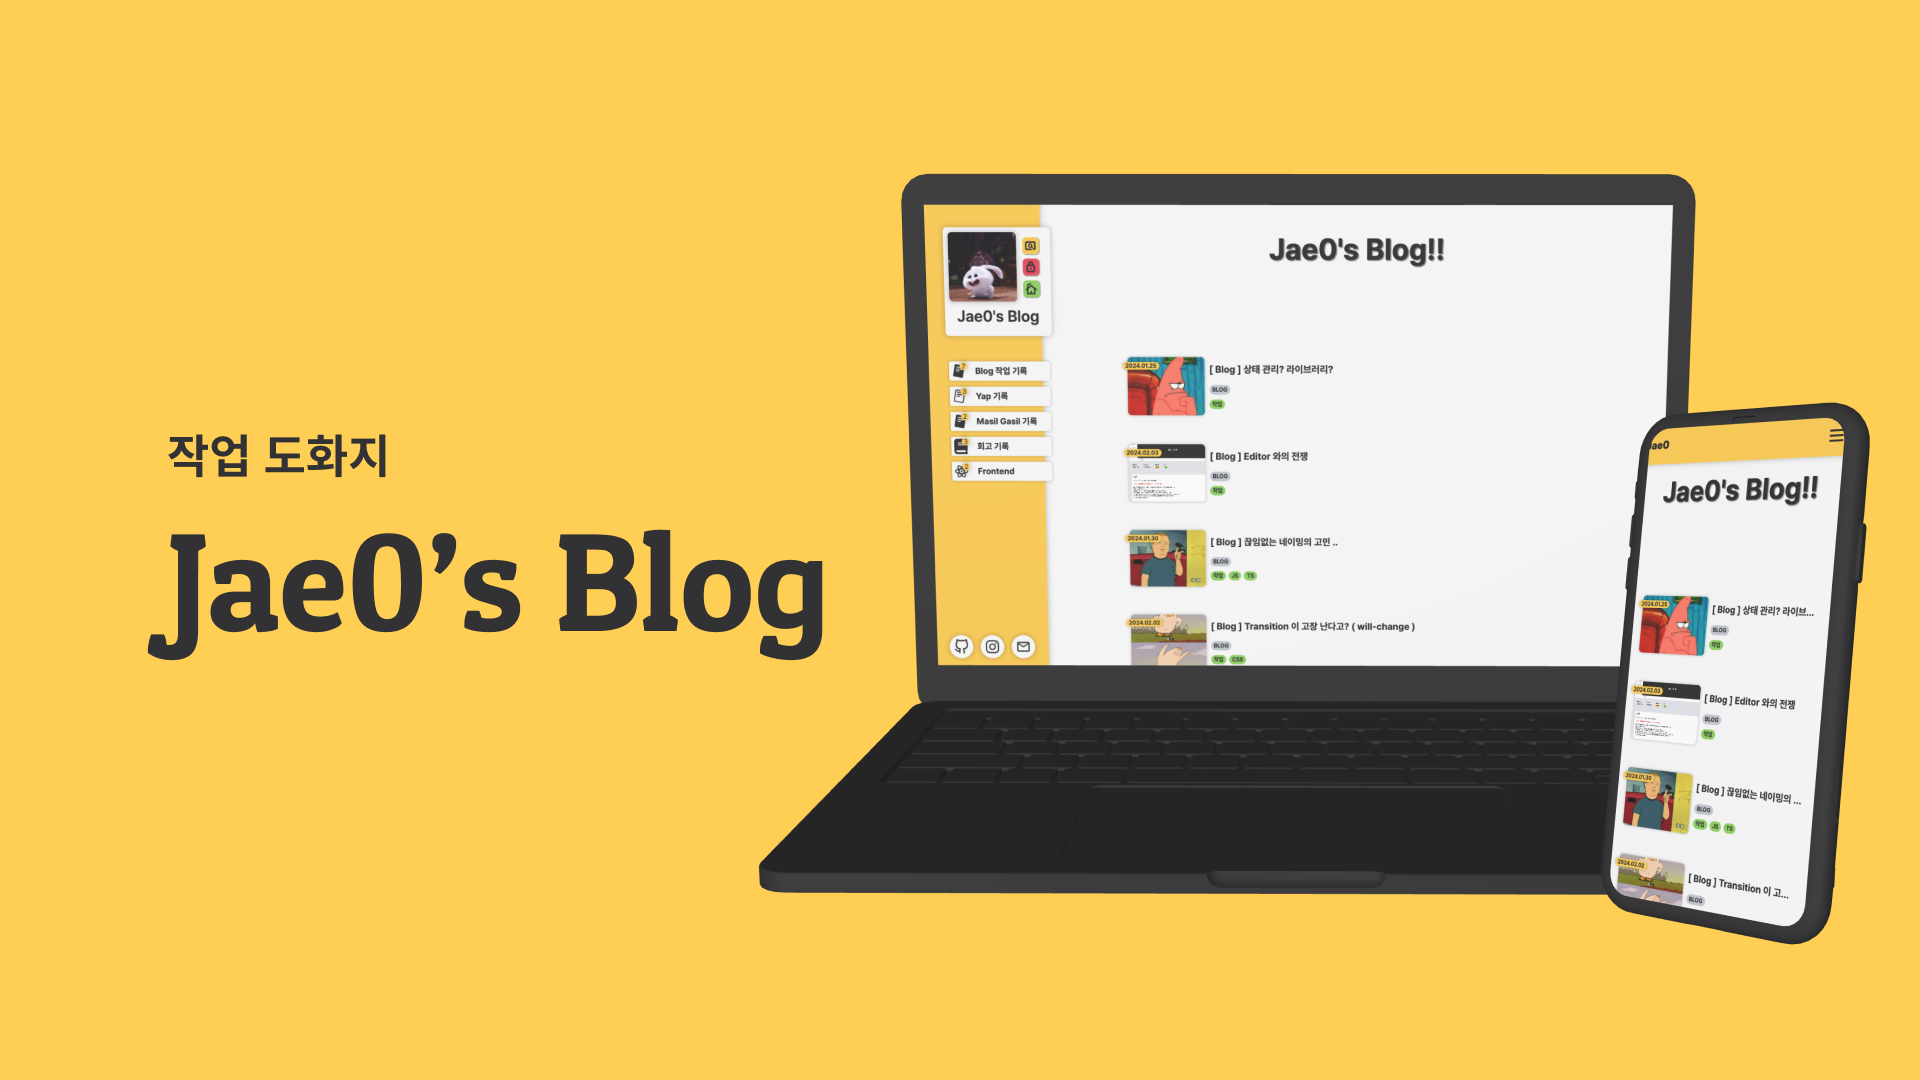 작업 도화지
Jae0’s Blog
Jae0's Blog
7
Blog 작업 기록
3
Yap 기록
2
Masil Gasil 기록
3
회고 기록
2
Frontend
Jae0's Blog!!
2024.01.25
[ Blog ] 상태 관리? 라이브러리?
BLOG
작업
2024.02.03
[ Blog ] Editor 와의 전쟁
BLOG
작업
2024.01.30
[ Blog ] 끊임없는 네이밍의 고민 ..
BLOG
작업 JS TS
2024.02.02
[ Blog ] Transition 이 고장 난다고? ( will-change )
BLOG
작업 CSS
Jae0
Jae0's Blog!!
2024.01.25
[ Blog ] 상태 관리? 라이브...
BLOG
작업
2024.02.03
[ Blog ] Editor 와의 전쟁
BLOG
작업
2024.01.30
[ Blog ] 끊임없는 네이밍의 ...
BLOG
작업 JS TS
2024.02.02
[ Blog ] Transition 이 고...
BLOG